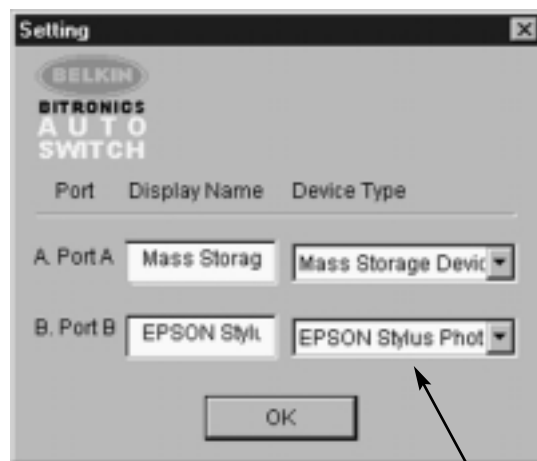 Setting
BELKIN
BITRONICS
AUTO
SWITCH
Port Display Name Device Type
A. Port A Mass Storag Mass Storage Devic
B. Port B EPSON Stylu EPSON Stylus Phot
OK